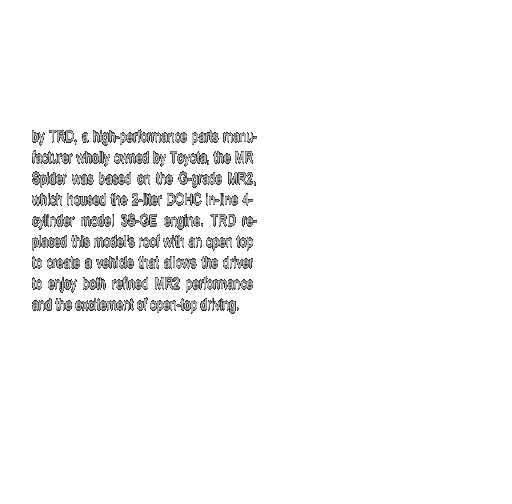 by TRD, a high-performance parts manu-
facturer wholly owned by Toyota, the MR
Spider was based on the G-grade MR2,
which housed the 2-liter DOHC in-line 4-
cylinder model 3S-GE engine. TRD re-
placed this model's roof with an open top
to create a vehicle that allows the driver
to enjoy both refined MR2 performance
and the excitement of open-top driving.